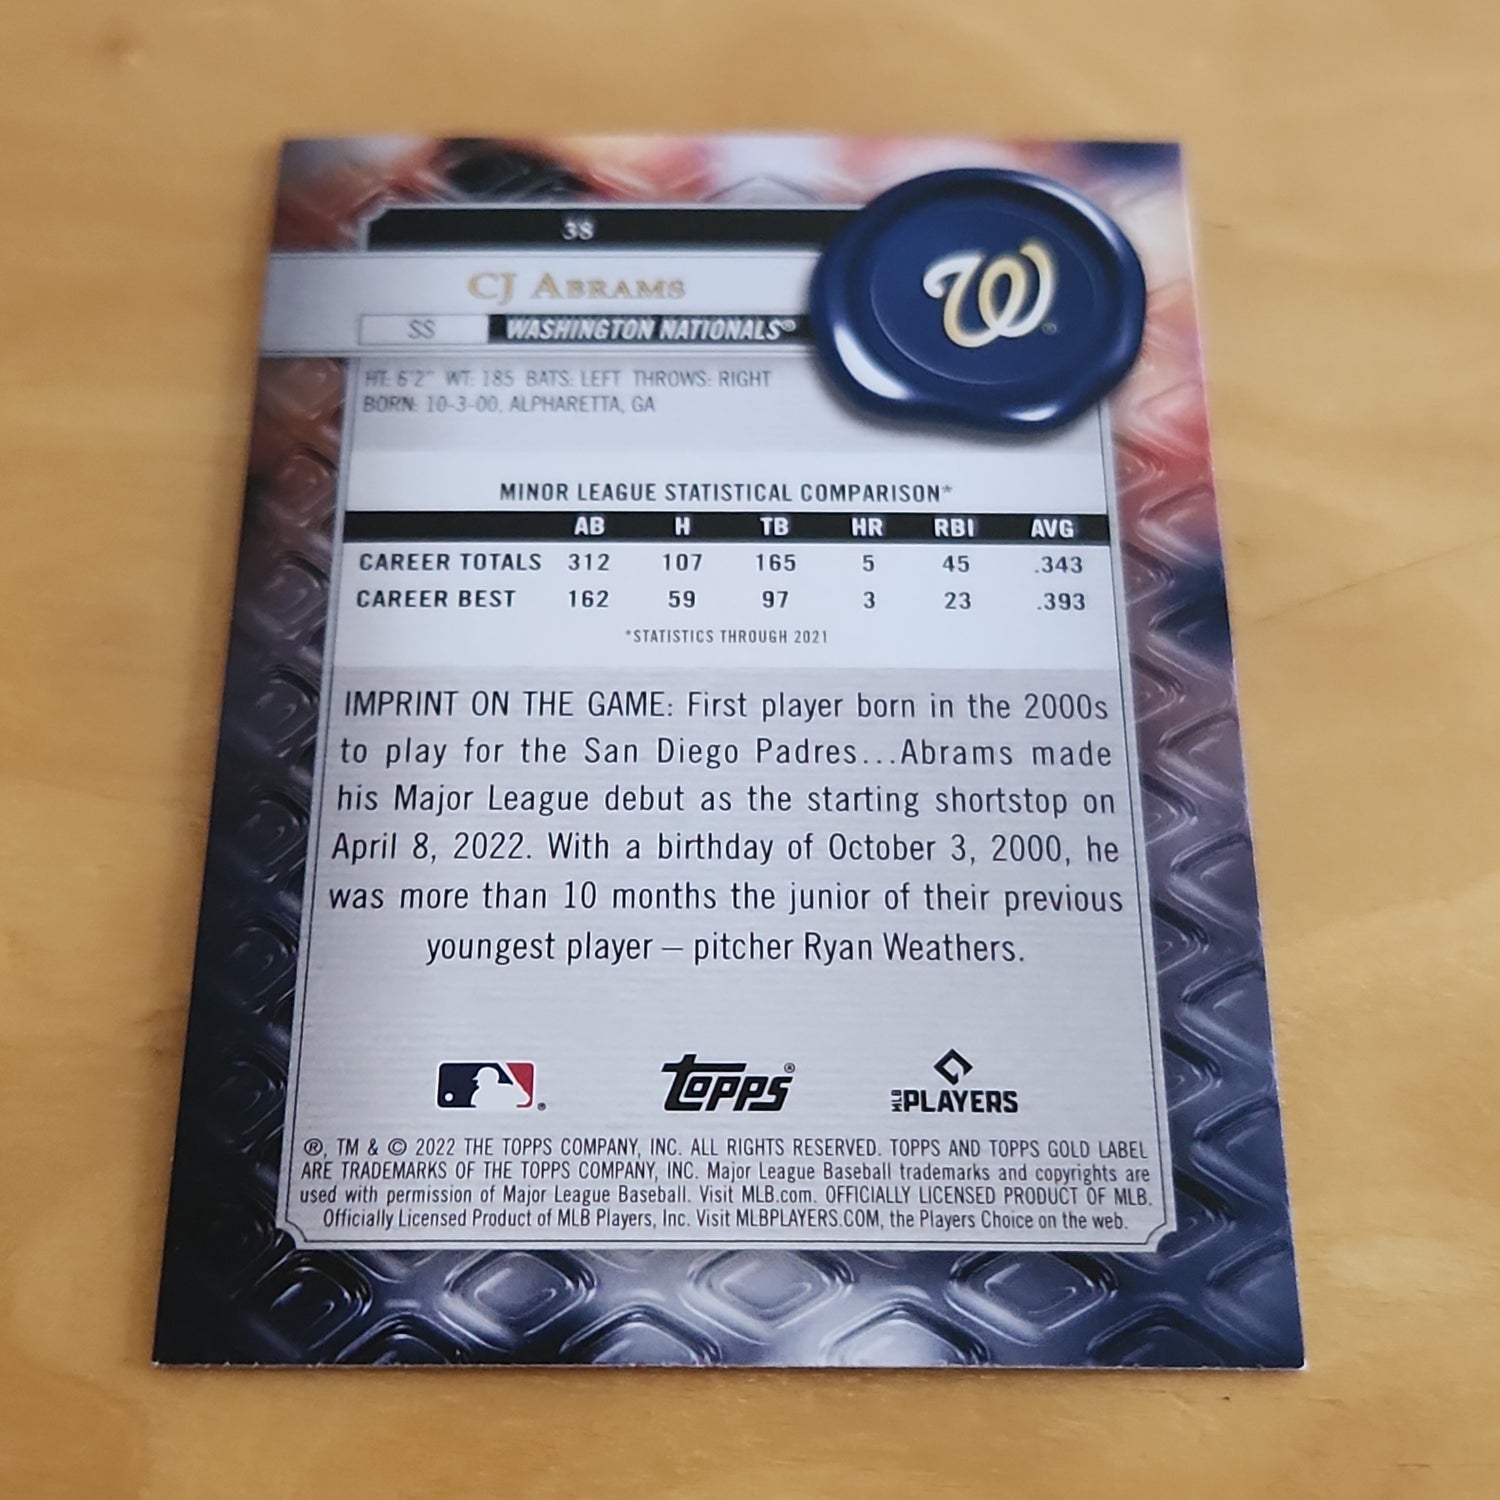 38
CJ ABRAMS
SS WASHINGTON NATIONALS®
W®
HT: 6'2" WT: 185 BATS: LEFT THROWS: RIGHT
BORN: 10-3-00, ALPHARETTA, GA
MINOR LEAGUE STATISTICAL COMPARISON*
AB H TB HR RBI AVG
CAREER TOTALS 312 107 165 5 45 .343
CAREER BEST 162 59 97 3 23 .393
*STATISTICS THROUGH 2021
IMPRINT ON THE GAME: First player born in the 2000s
to play for the San Diego Padres...Abrams made
his Major League debut as the starting shortstop on
April 8, 2022. With a birthday of October 3, 2000, he
was more than 10 months the junior of their previous
youngest player – pitcher Ryan Weathers.
® topps® MLB PLAYERS
®, TM & © 2022 THE TOPPS COMPANY, INC. ALL RIGHTS RESERVED. TOPPS AND TOPPS GOLD LABEL
ARE TRADEMARKS OF THE TOPPS COMPANY, INC. Major League Baseball trademarks and copyrights are
used with permission of Major League Baseball. Visit MLB.com. OFFICIALLY LICENSED PRODUCT OF MLB.
Officially Licensed Product of MLB Players, Inc. Visit MLBPLAYERS.COM, the Players Choice on the web.